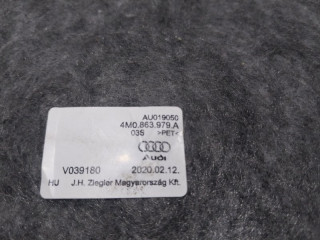 AU019050
4M0.863.979.A
03S >PET<
Audi
V039180 2020.02.12.
HU J.H. Ziegler Magyarország Kft.